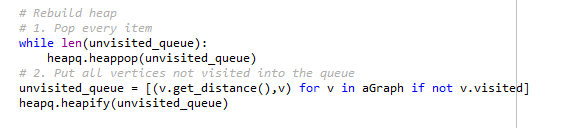 # Rebuild heap
# 1. Pop every item
while len(unvisited_queue):
    heapq.heappop(unvisited_queue)
# 2. Put all vertices not visited into the queue
unvisited_queue = [(v.get_distance(),v) for v in aGraph if not v.visited]
heapq.heapify(unvisited_queue)